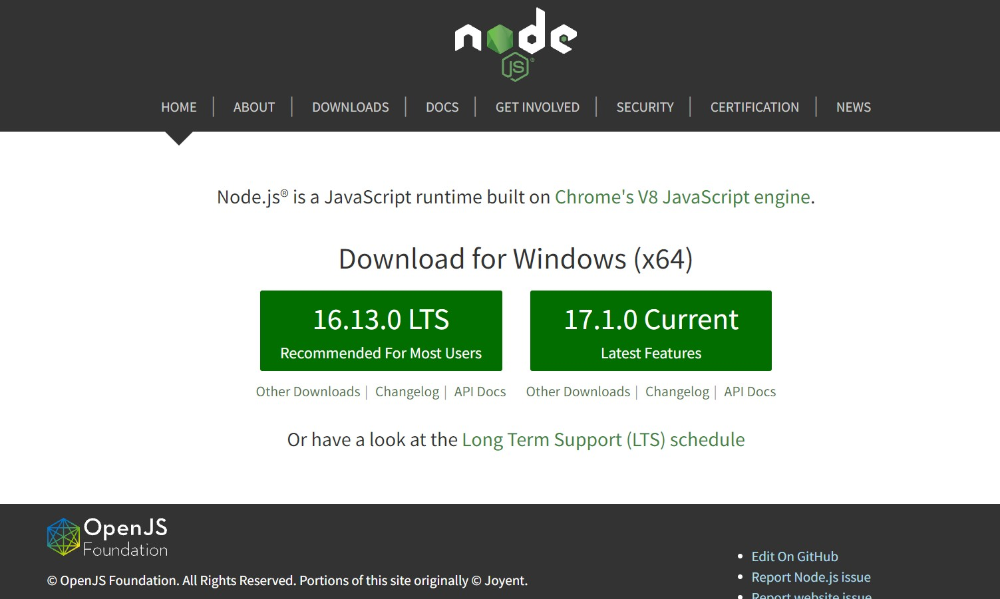 node
JS®
HOME | ABOUT | DOWNLOADS | DOCS | GET INVOLVED | SECURITY | CERTIFICATION | NEWS
Node.js® is a JavaScript runtime built on Chrome's V8 JavaScript engine.
Download for Windows (x64)
16.13.0 LTS
Recommended For Most Users
17.1.0 Current
Latest Features
Other Downloads | Changelog | API Docs
Other Downloads | Changelog | API Docs
Or have a look at the Long Term Support (LTS) schedule
OpenJS
Foundation
© OpenJS Foundation. All Rights Reserved. Portions of this site originally © Joyent.
Edit On GitHub
Report Node.js issue
Report website issue